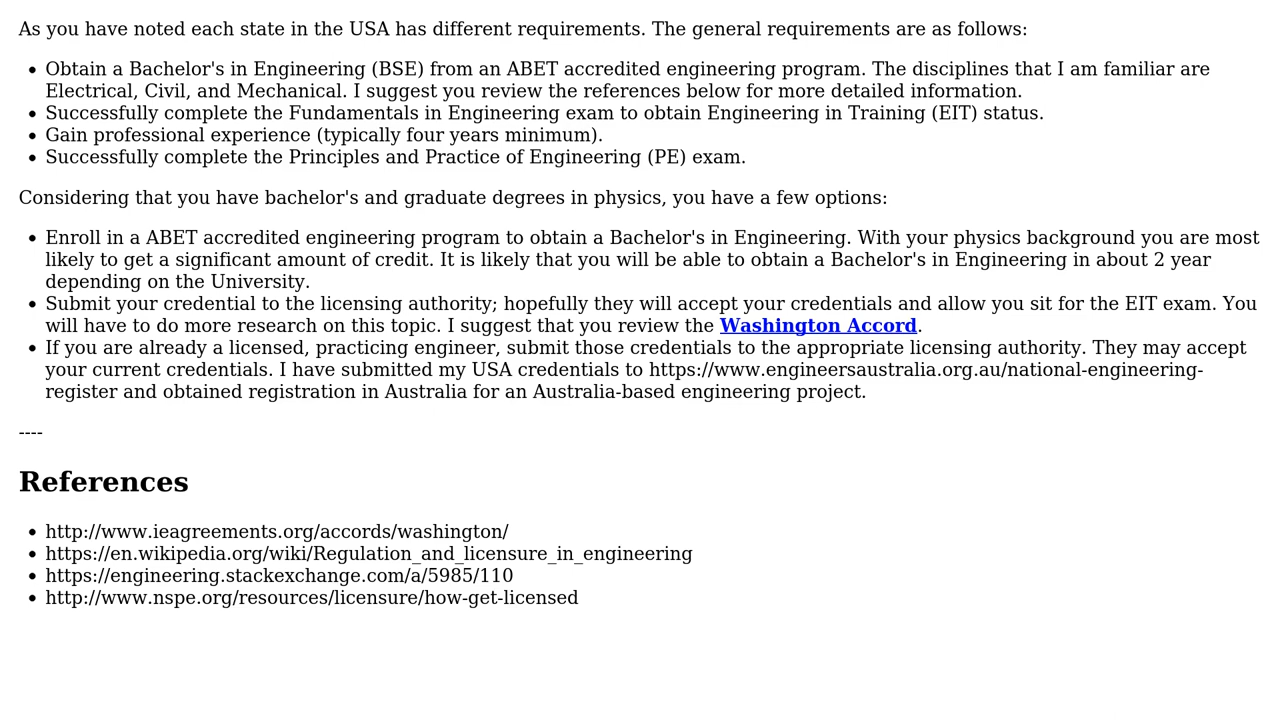 As you have noted each state in the USA has different requirements. The general requirements are as follows:
• Obtain a Bachelor's in Engineering (BSE) from an ABET accredited engineering program. The disciplines that I am familiar are
Electrical, Civil, and Mechanical. I suggest you review the references below for more detailed information.
• Successfully complete the Fundamentals in Engineering exam to obtain Engineering in Training (EIT) status.
• Gain professional experience (typically four years minimum).
• Successfully complete the Principles and Practice of Engineering (PE) exam.
Considering that you have bachelor's and graduate degrees in physics, you have a few options:
• Enroll in a ABET accredited engineering program to obtain a Bachelor's in Engineering. With your physics background you are most
likely to get a significant amount of credit. It is likely that you will be able to obtain a Bachelor's in Engineering in about 2 year
depending on the University.
• Submit your credential to the licensing authority; hopefully they will accept your credentials and allow you sit for the EIT exam. You
will have to do more research on this topic. I suggest that you review the Washington Accord.
• If you are already a licensed, practicing engineer, submit those credentials to the appropriate licensing authority. They may accept
your current credentials. I have submitted my USA credentials to https://www.engineersaustralia.org.au/national-engineering-
register and obtained registration in Australia for an Australia-based engineering project.
----
References
• http://www.ieagreements.org/accords/washington/
• https://en.wikipedia.org/wiki/Regulation_and_licensure_in_engineering
• https://engineering.stackexchange.com/a/5985/110
• http://www.nspe.org/resources/licensure/how-get-licensed